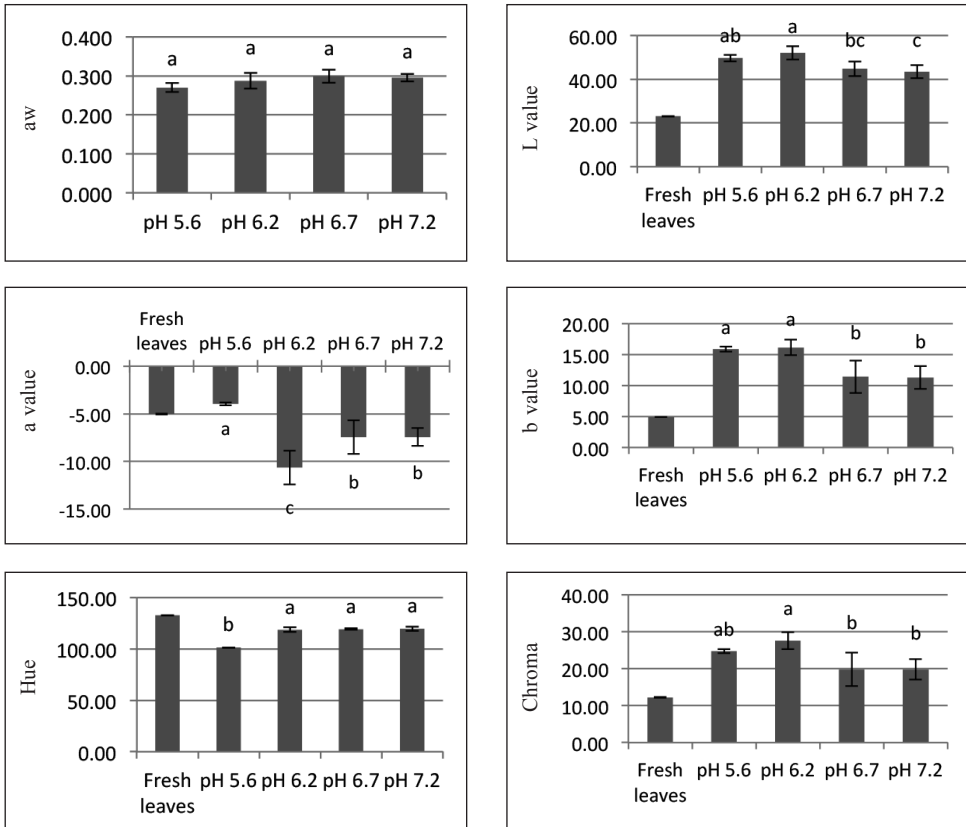 0.400
0.300
0.200
0.100
0.000
aw
a
a
a
a
pH 5.6 pH 6.2 pH 6.7 pH 7.2
60.00
40.00
20.00
0.00
L value
ab
a
bc
c
Fresh leaves
pH 5.6 pH 6.2 pH 6.7 pH 7.2
Fresh leaves
pH 5.6 pH 6.2 pH 6.7 pH 7.2
0.00
-5.00
-10.00
-15.00
a value
a
c
b
b
20.00
15.00
10.00
5.00
0.00
b value
a
a
b
b
Fresh leaves
pH 5.6 pH 6.2 pH 6.7 pH 7.2
150.00
100.00
50.00
0.00
Hue
b
a
a
a
Fresh leaves
pH 5.6 pH 6.2 pH 6.7 pH 7.2
40.00
30.00
20.00
10.00
0.00
Chroma
ab
a
b
b
Fresh leaves
pH 5.6 pH 6.2 pH 6.7 pH 7.2